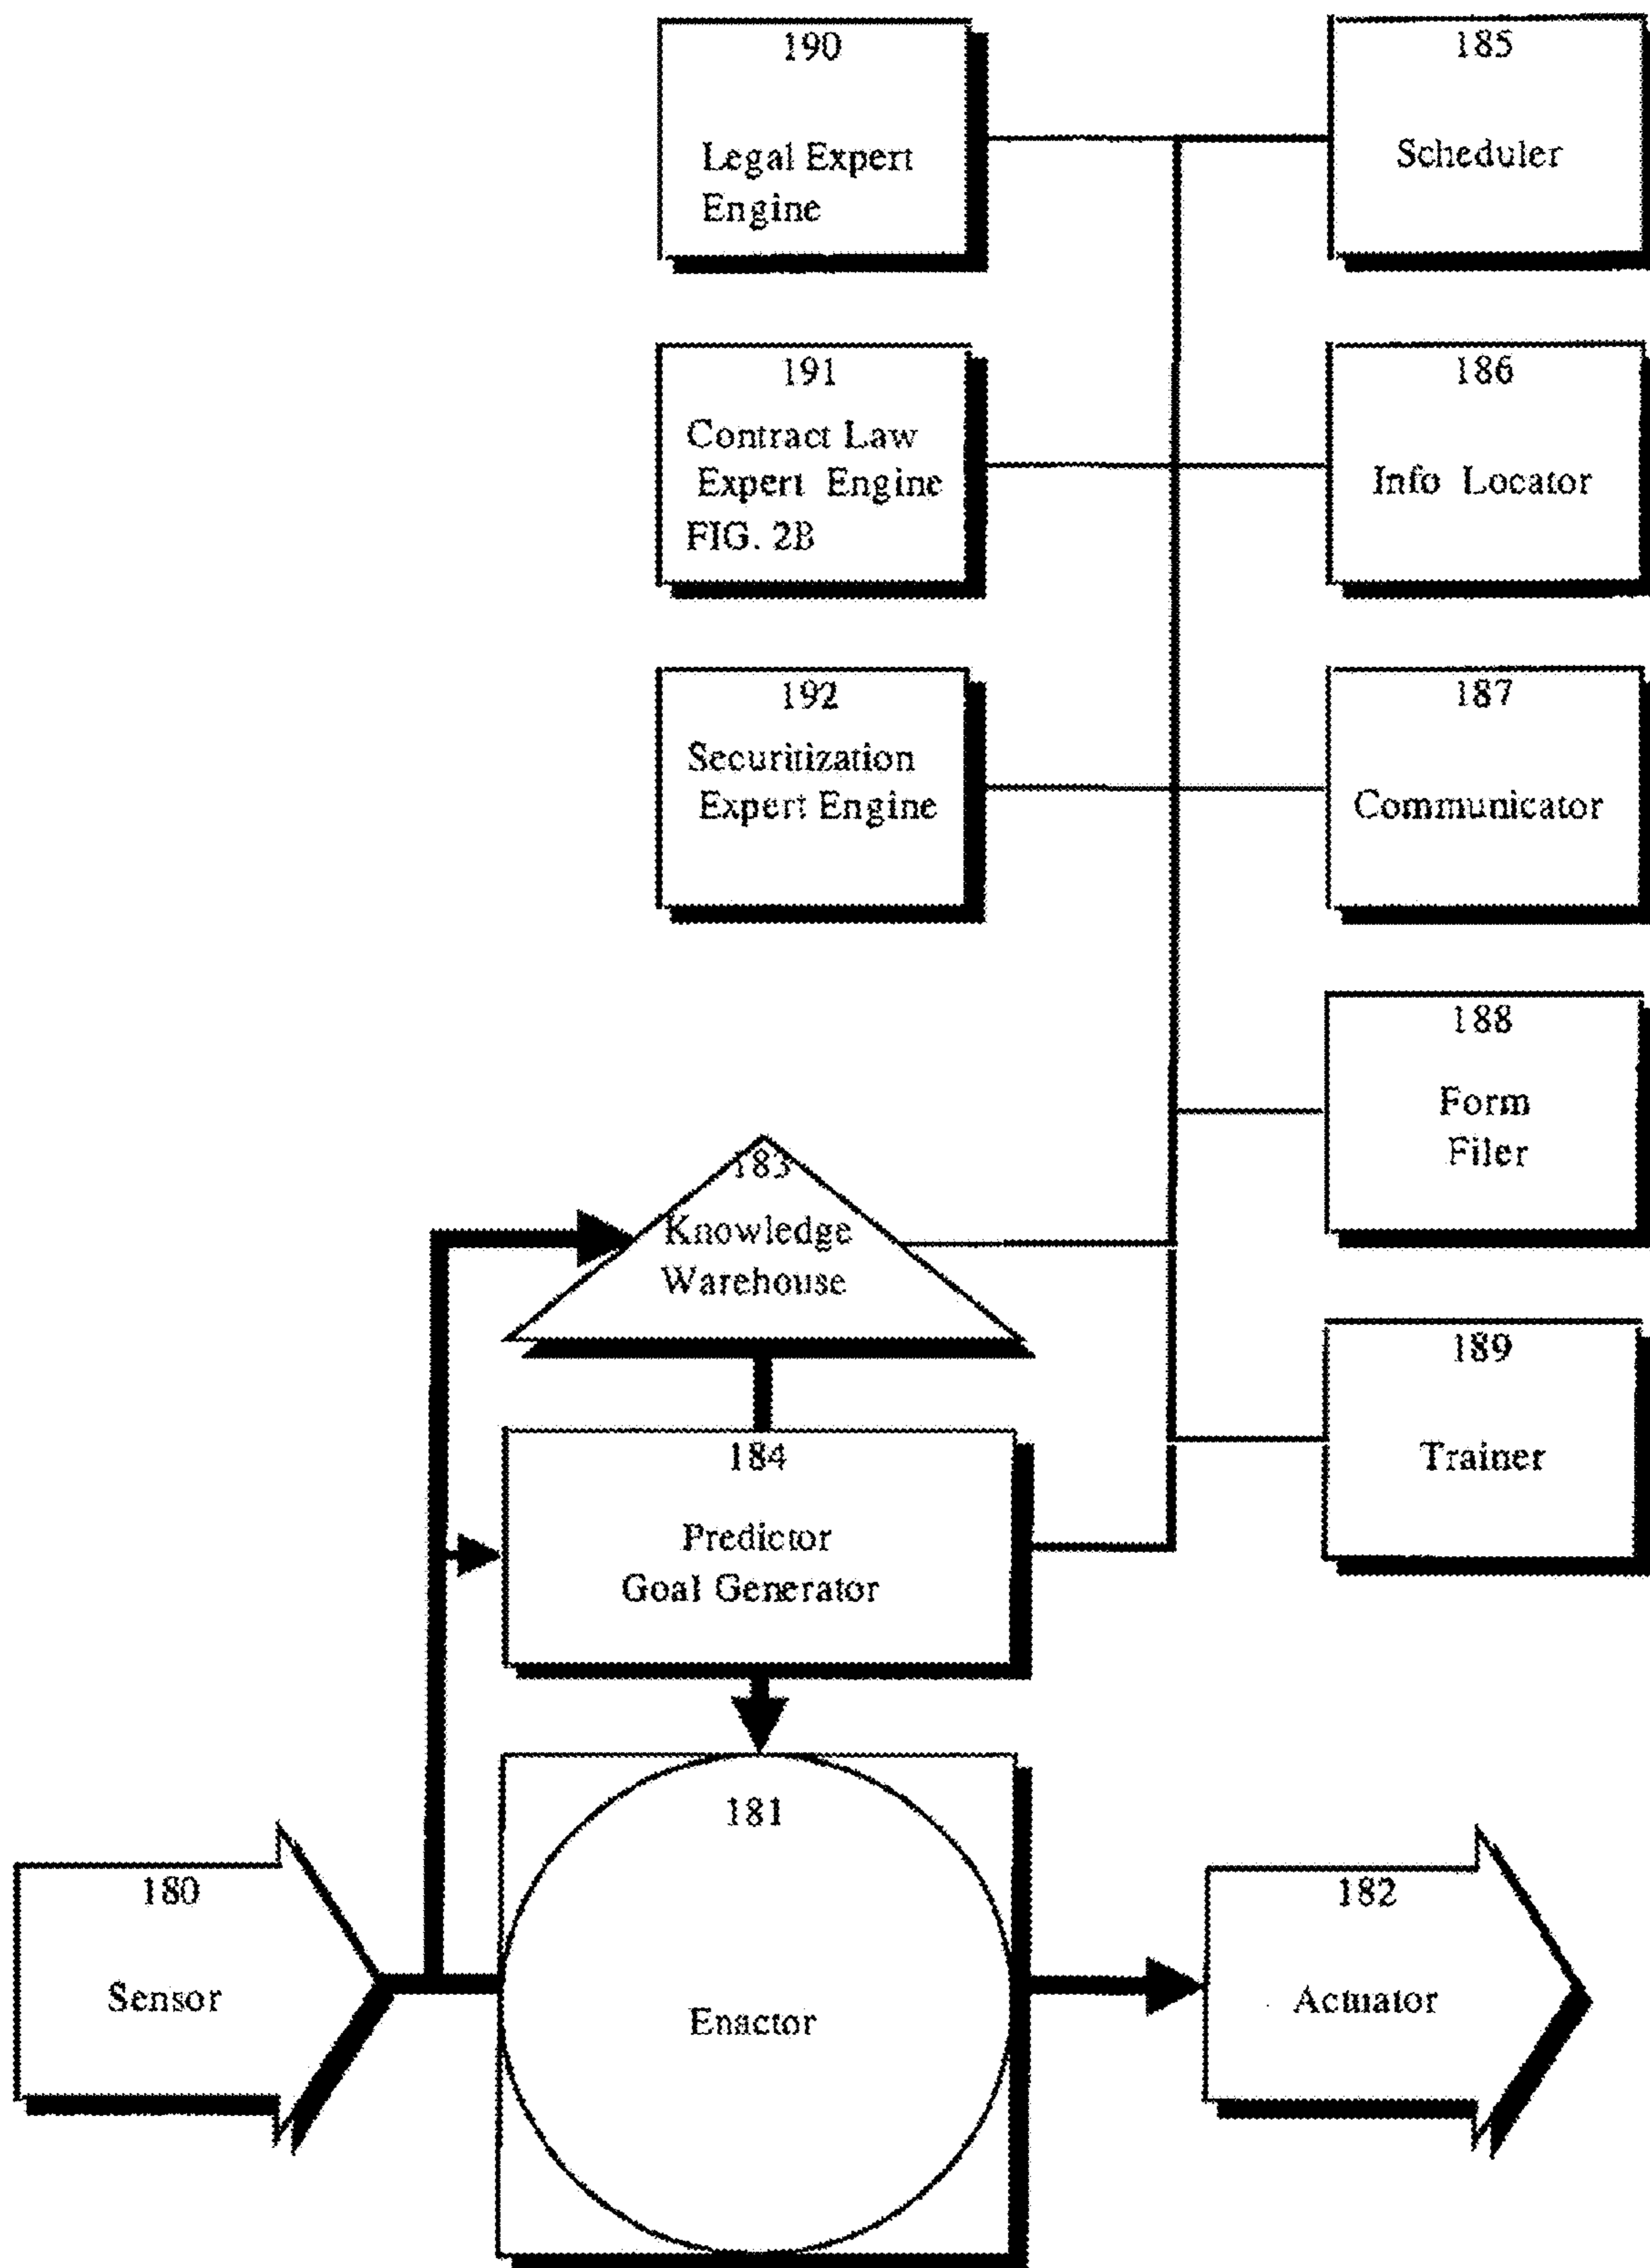 190
Legal Expert
Engine
185
Scheduler
191
Contract Law
Expert Engine
FIG. 2B
186
Info Locator
192
Securitization
Expert Engine
187
Communicator
188
Form
Filer
183
Knowledge
Warehouse
189
Trainer
184
Predictor
Goal Generator
181
Enactor
180
Sensor
182
Actuator